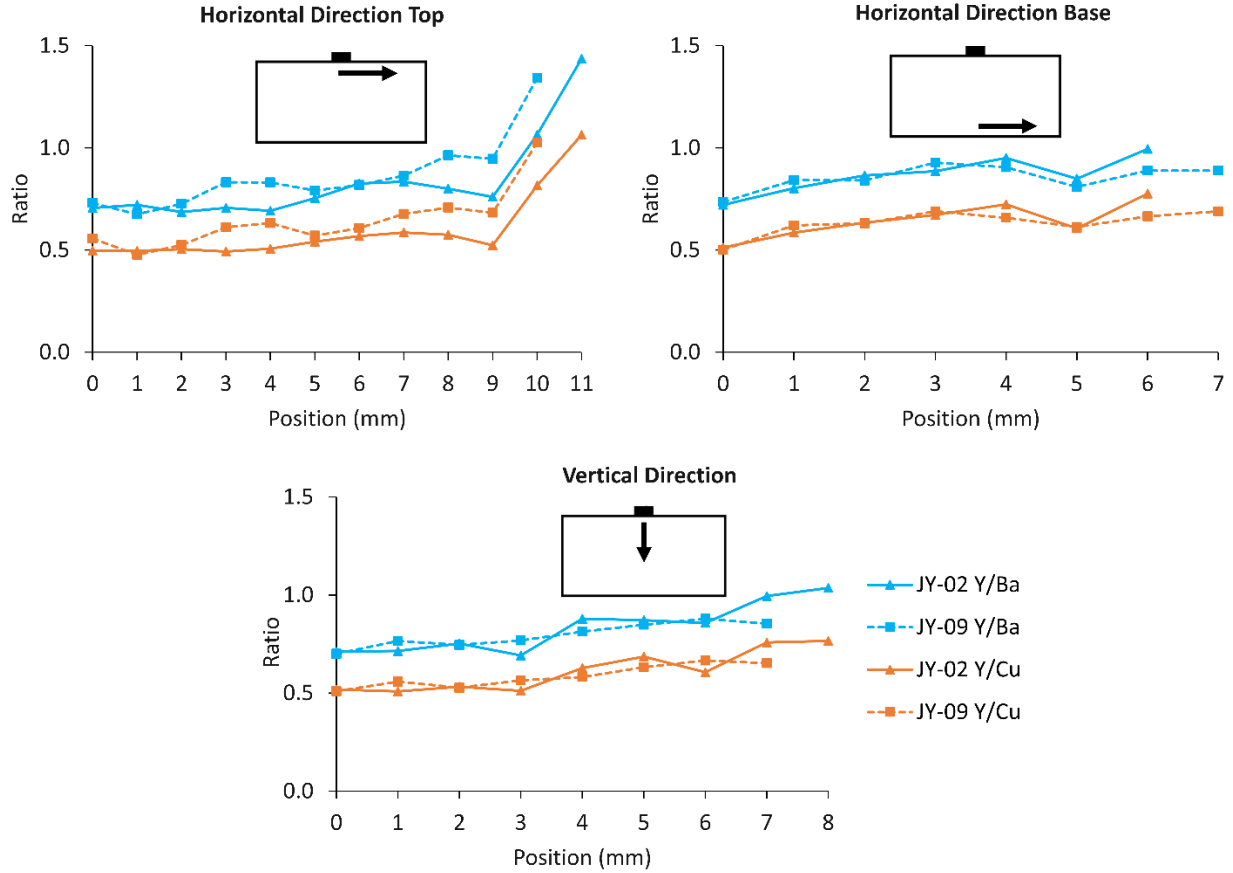 Horizontal Direction Top
1.5
1.0
0.5
0.0
Ratio
0 1 2 3 4 5 6 7 8 9 10 11
Position (mm)
Horizontal Direction Base
1.5
1.0
0.5
0.0
Ratio
0 1 2 3 4 5 6 7
Position (mm)
Vertical Direction
1.5
1.0
0.5
0.0
Ratio
0 1 2 3 4 5 6 7 8
Position (mm)
JY-02 Y/Ba
JY-09 Y/Ba
JY-02 Y/Cu
JY-09 Y/Cu